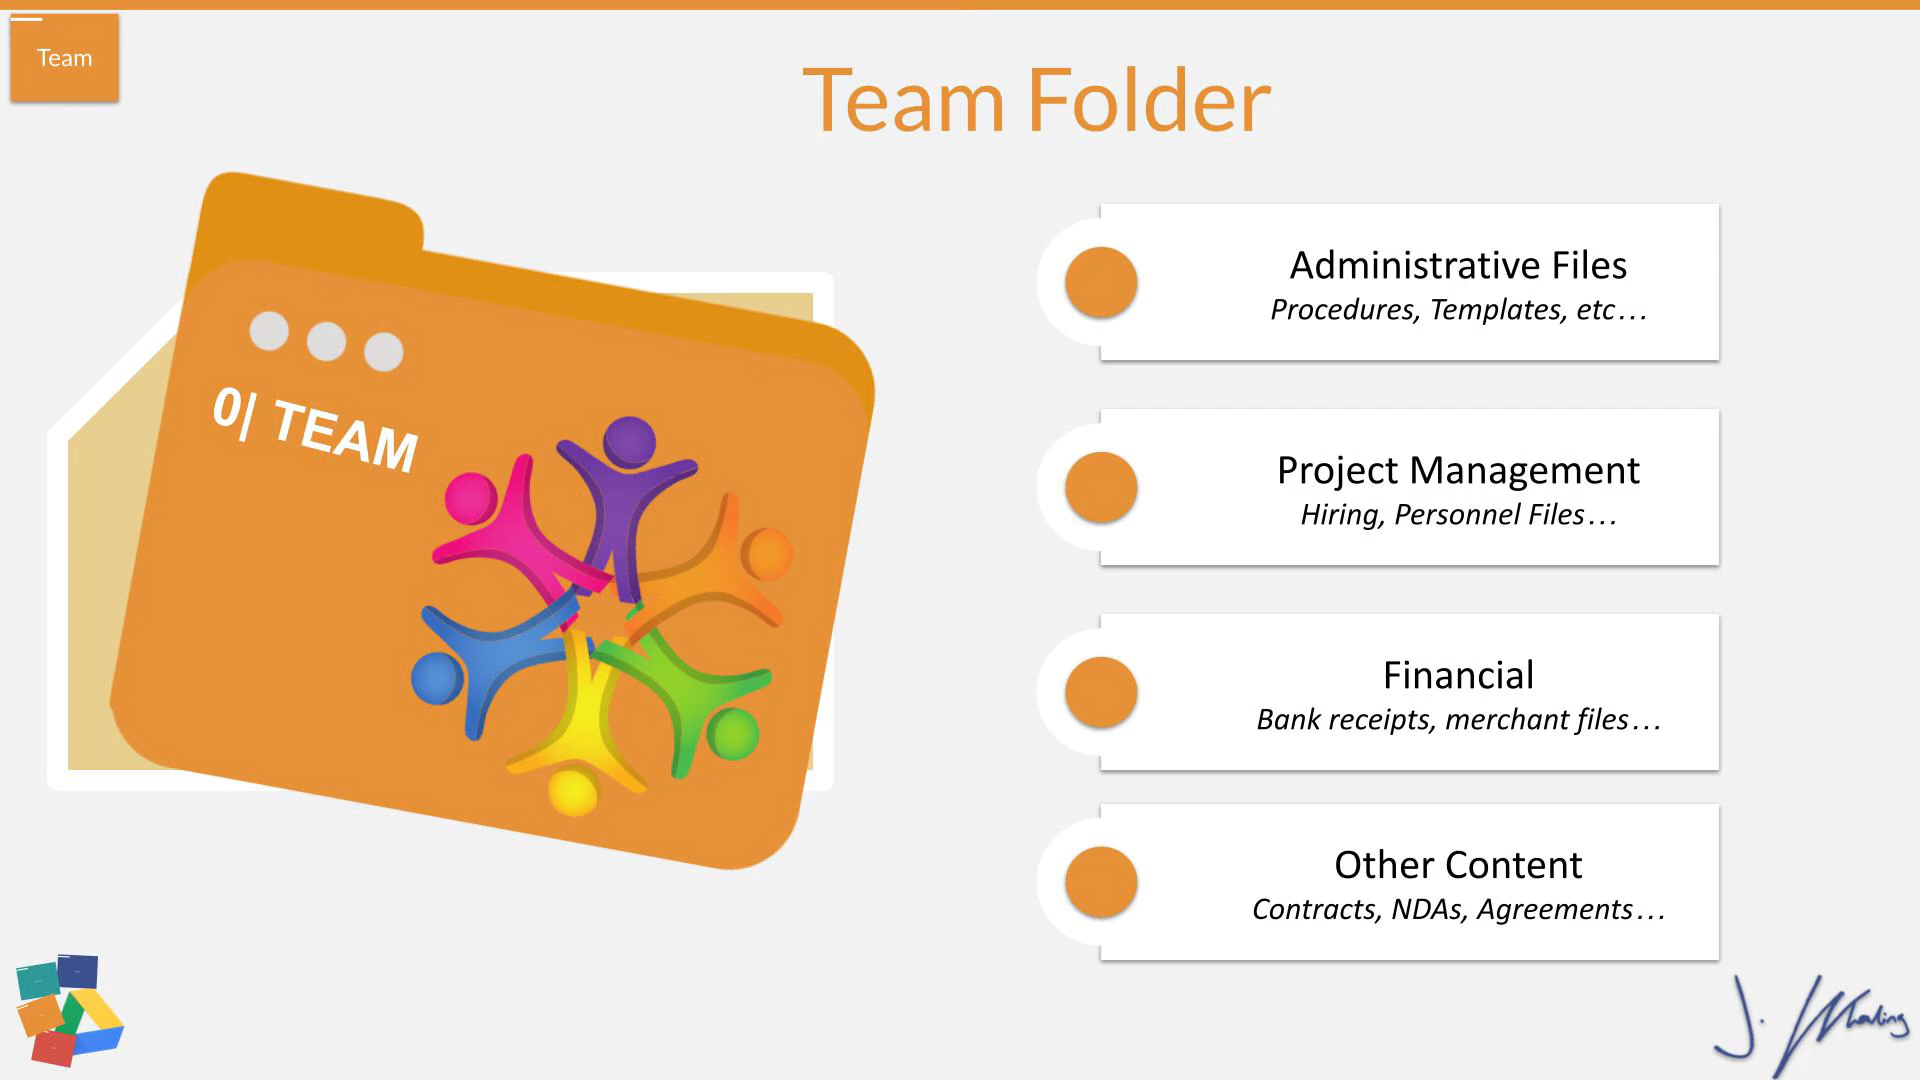 Team
Team Folder
0| TEAM
Administrative Files
Procedures, Templates, etc...
Project Management
Hiring, Personnel Files...
Financial
Bank receipts, merchant files...
Other Content
Contracts, NDAs, Agreements...